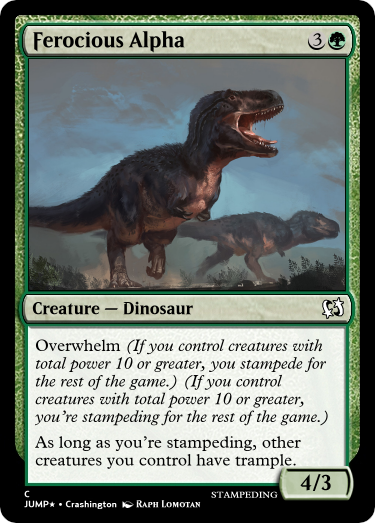 Ferocious Alpha 3
Creature — Dinosaur
Overwhelm (If you control creatures with
total power 10 or greater, you stampede for
the rest of the game.) (If you control
creatures with total power 10 or greater,
you're stampeding for the rest of the game.)
As long as you're stampeding, other
creatures you control have trample.
4/3
C
STAMPEDING
JUMP★ • Crashington Raph Lomotan